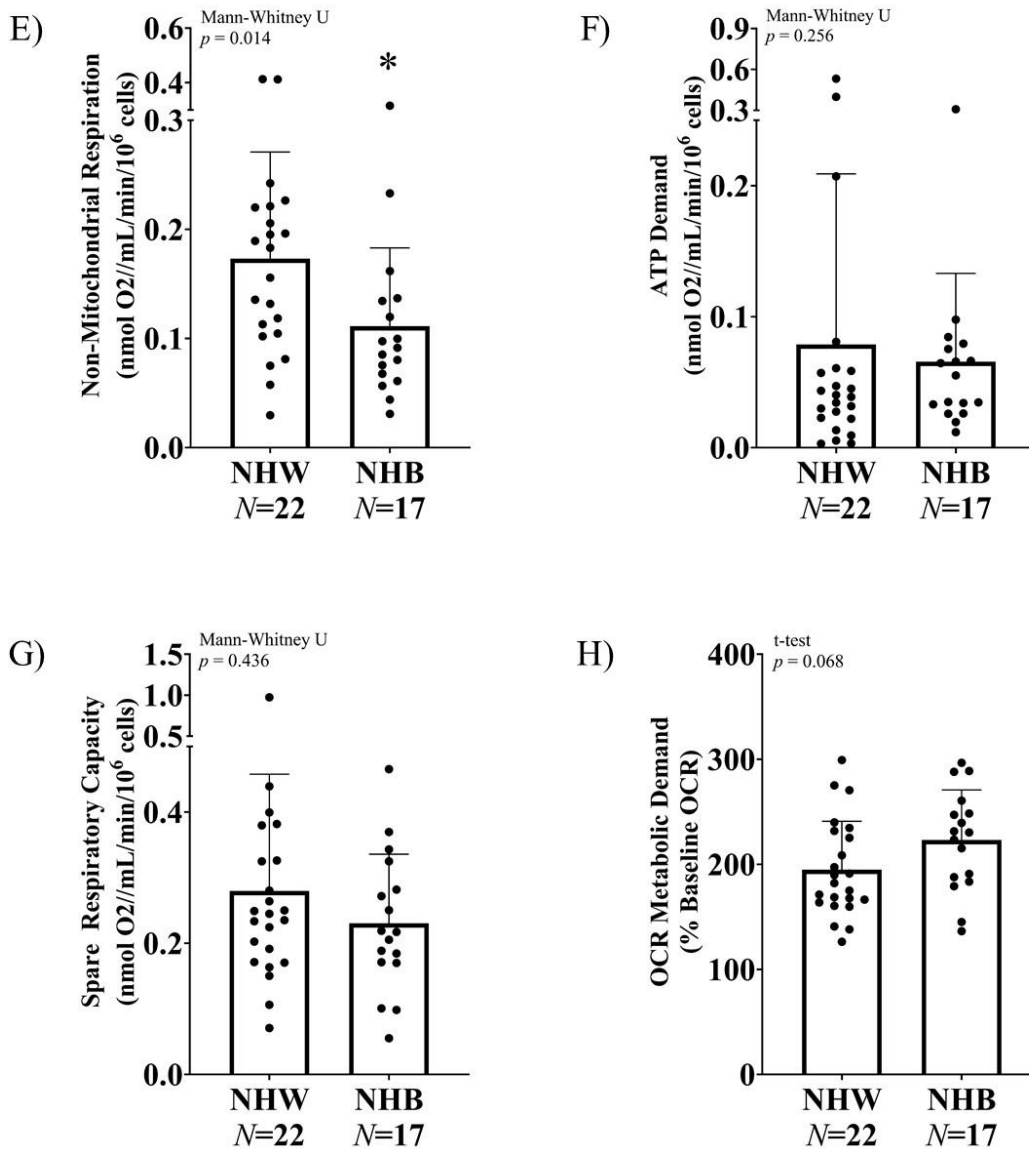 E)
Mann-Whitney U
p = 0.014
Non-Mitochondrial Respiration
(nmol O2//mL/min/10⁶ cells)
0.6
0.4
0.3
0.2
0.1
0.0
*
NHW
NHB
N=22
N=17
F)
Mann-Whitney U
p = 0.256
ATP Demand
(nmol O2//mL/min/10⁶ cells)
0.9
0.6
0.3
0.2
0.1
0.0
NHW
NHB
N=22
N=17
G)
Mann-Whitney U
p = 0.436
Spare Respiratory Capacity
(nmol O2//mL/min/10⁶ cells)
1.5
1.0
0.5
0.4
0.2
0.0
NHW
NHB
N=22
N=17
H)
t-test
p = 0.068
OCR Metabolic Demand
(% Baseline OCR)
400
300
200
100
0
NHW
NHB
N=22
N=17